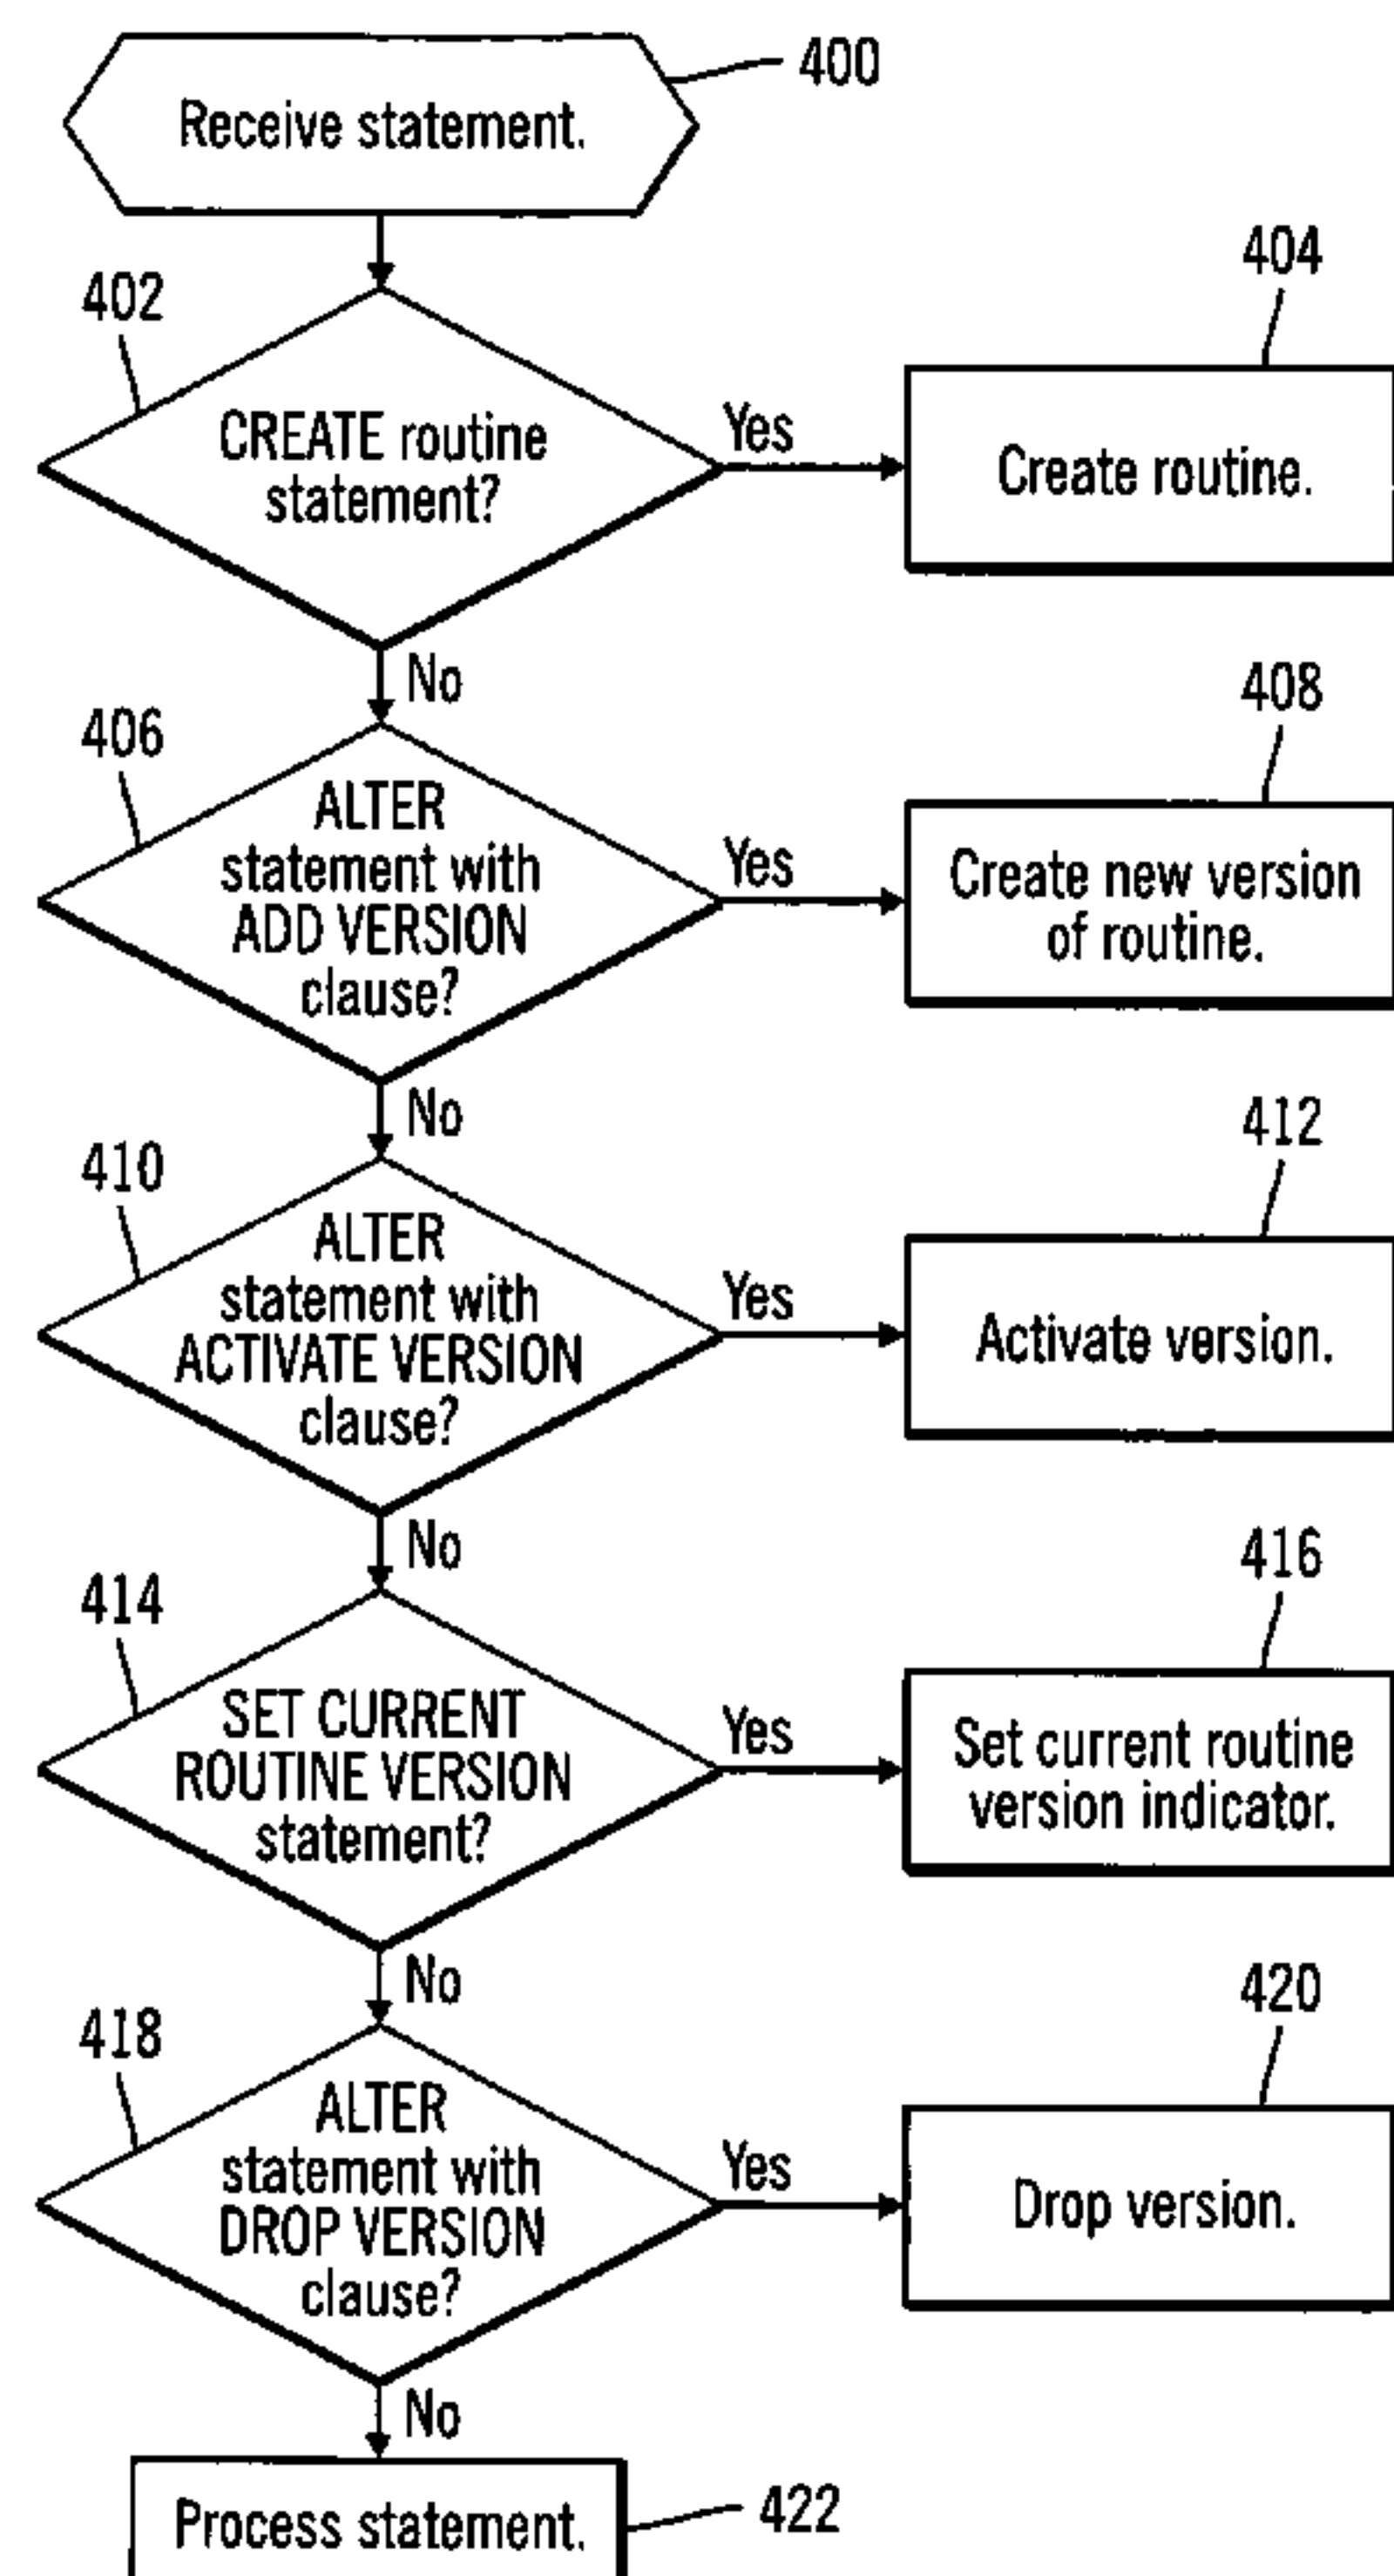 400
Receive statement.
402
CREATE routine
statement?
Yes
404
Create routine.
No
406
ALTER
statement with
ADD VERSION
clause?
Yes
408
Create new version
of routine.
No
410
ALTER
statement with
ACTIVATE VERSION
clause?
Yes
412
Activate version.
No
414
SET CURRENT
ROUTINE VERSION
statement?
Yes
416
Set current routine
version indicator.
No
418
ALTER
statement with
DROP VERSION
clause?
Yes
420
Drop version.
No
Process statement.
422